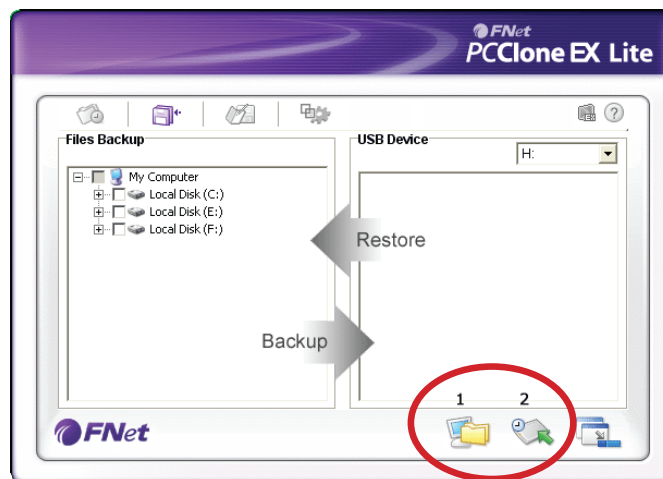 FNet
PCClone EX Lite
?
Files Backup
USB Device
H:
My Computer
Local Disk (C:)
Local Disk (E:)
Local Disk (F:)
Restore
Backup
1 2
FNet